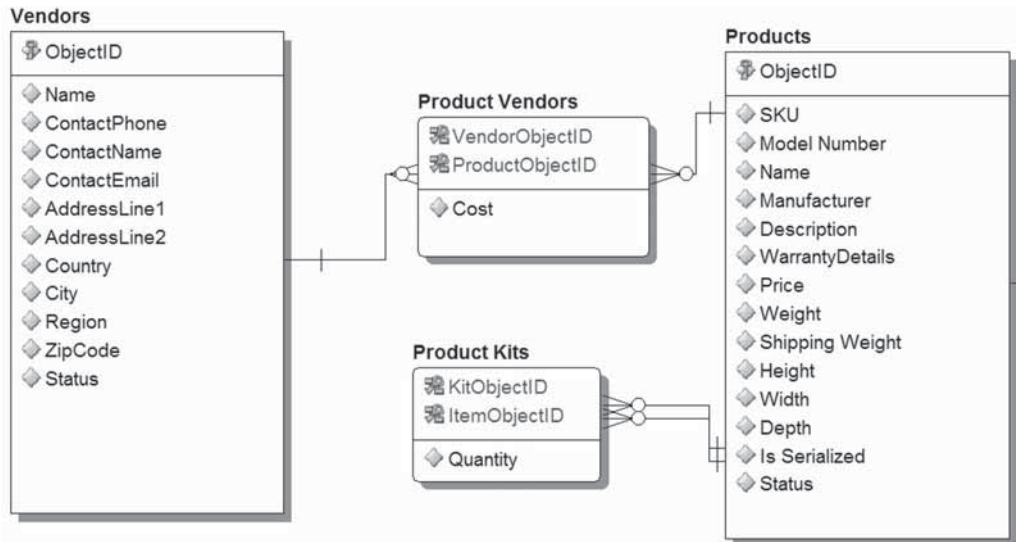 Vendors
ObjectID
Name
ContactPhone
ContactName
ContactEmail
AddressLine1
AddressLine2
Country
City
Region
ZipCode
Status
Product Vendors
VendorObjectID
ProductObjectID
Cost
Product Kits
KitObjectID
ItemObjectID
Quantity
Products
ObjectID
SKU
Model Number
Name
Manufacturer
Description
WarrantyDetails
Price
Weight
Shipping Weight
Height
Width
Depth
Is Serialized
Status